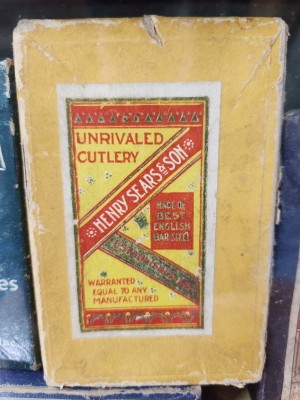 UNRIVALED
CUTLERY
HENRY SEARS & SON
MADE OF
BEST
ENGLISH
BAR STEEL
WARRANTED
EQUAL TO ANY
MANUFACTURED
es